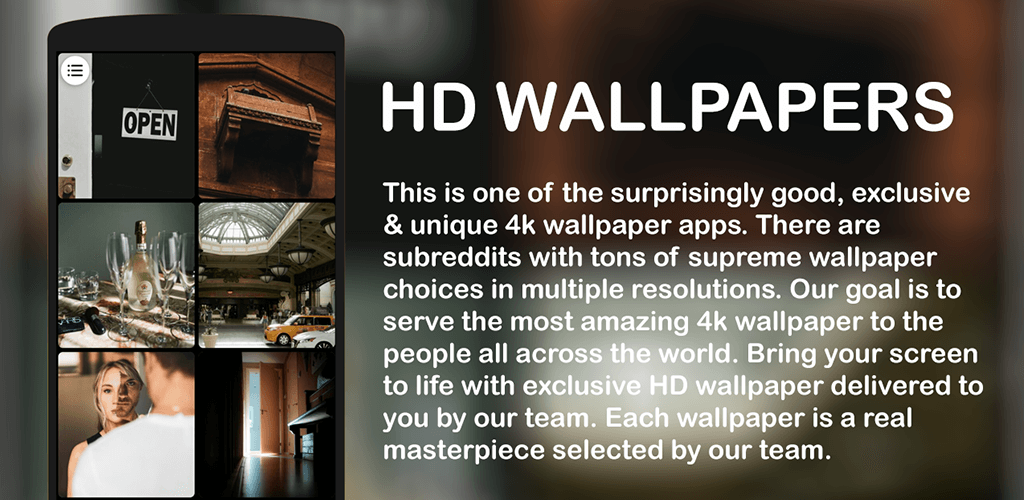 OPEN
HD WALLPAPERS
This is one of the surprisingly good, exclusive
& unique 4k wallpaper apps. There are
subreddits with tons of supreme wallpaper
choices in multiple resolutions. Our goal is to
serve the most amazing 4k wallpaper to the
people all across the world. Bring your screen
to life with exclusive HD wallpaper delivered to
you by our team. Each wallpaper is a real
masterpiece selected by our team.